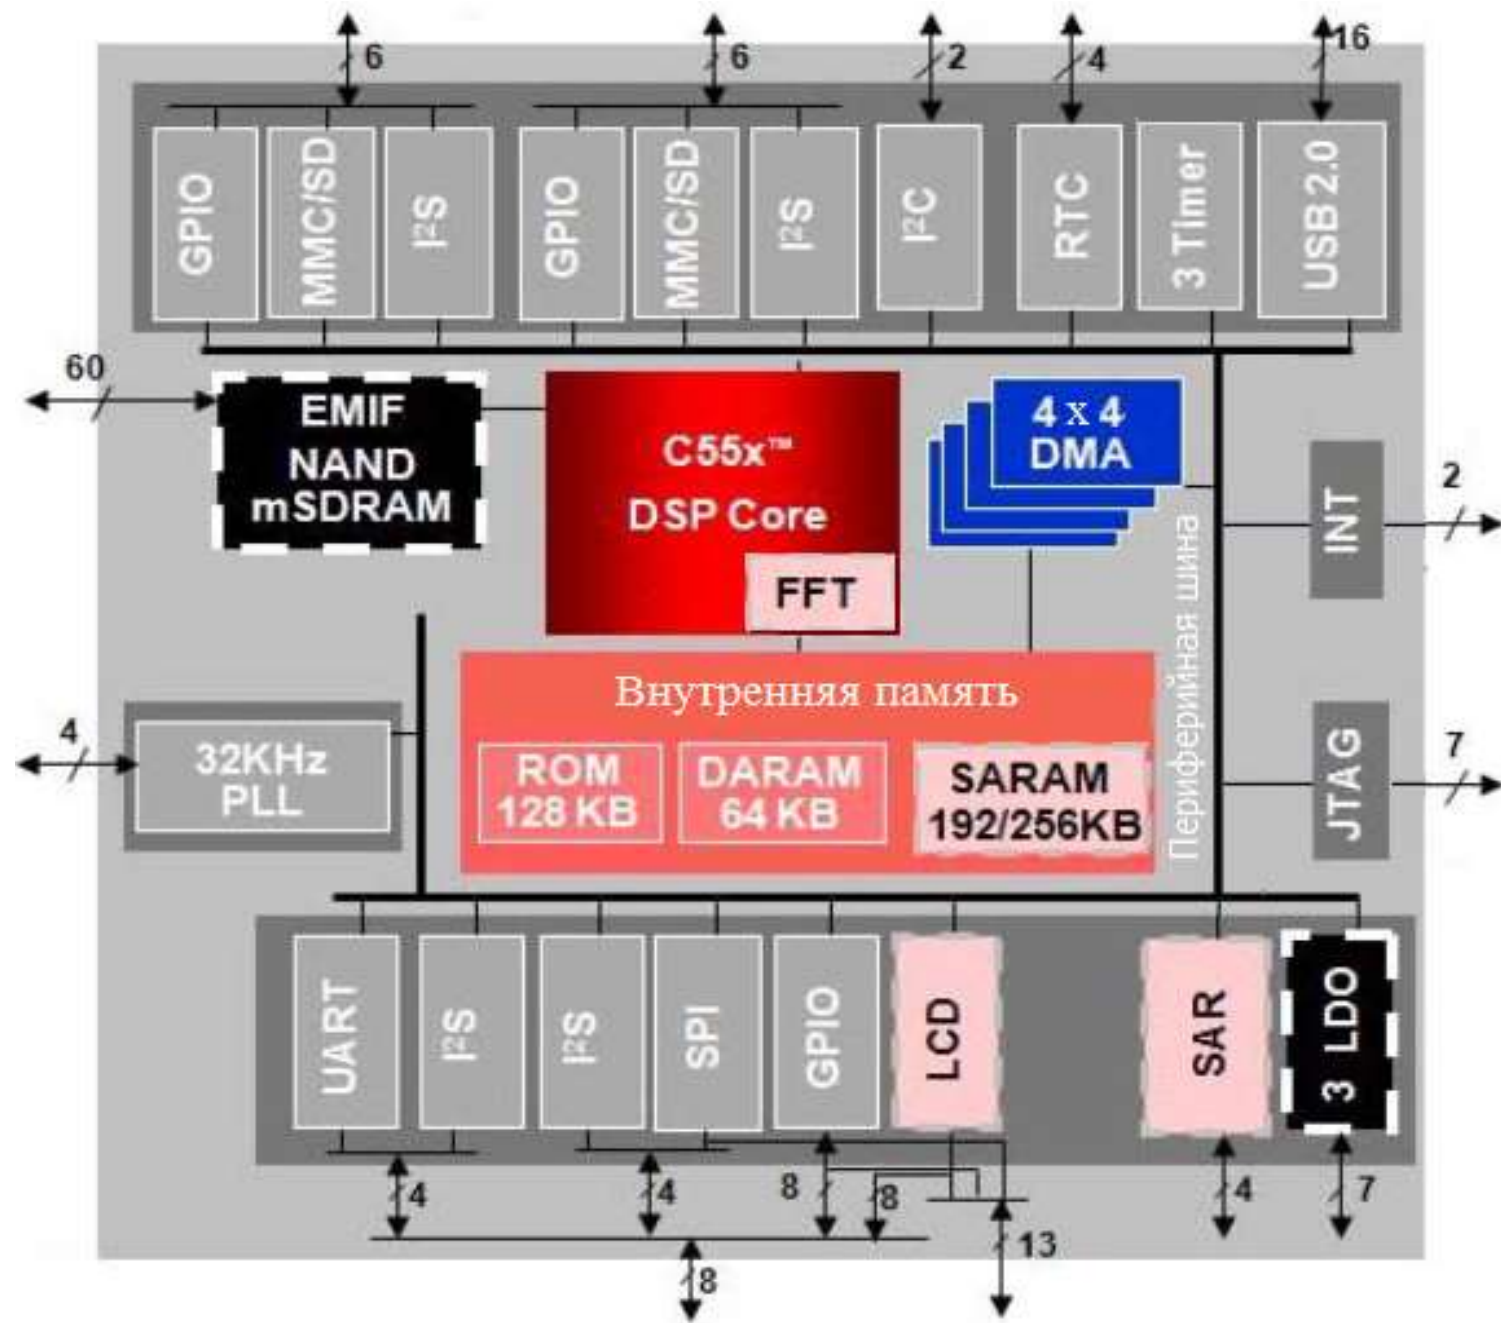 6
6
2
4
16
GPIO
MMC/SD
I²S
GPIO
MMC/SD
I²S
I²C
RTC
3 Timer
USB 2.0
60
EMIF
NAND
mSDRAM
C55x™
DSP Core
FFT
4 x 4
DMA
Периферийная шина
INT
2
4
32KHz
PLL
Внутренняя память
ROM
128 KB
DARAM
64 KB
SARAM
192/256KB
JTAG
7
UART
I²S
I²S
SPI
GPIO
LCD
SAR
3 LDO
4
4
8
8
4
7
13
8